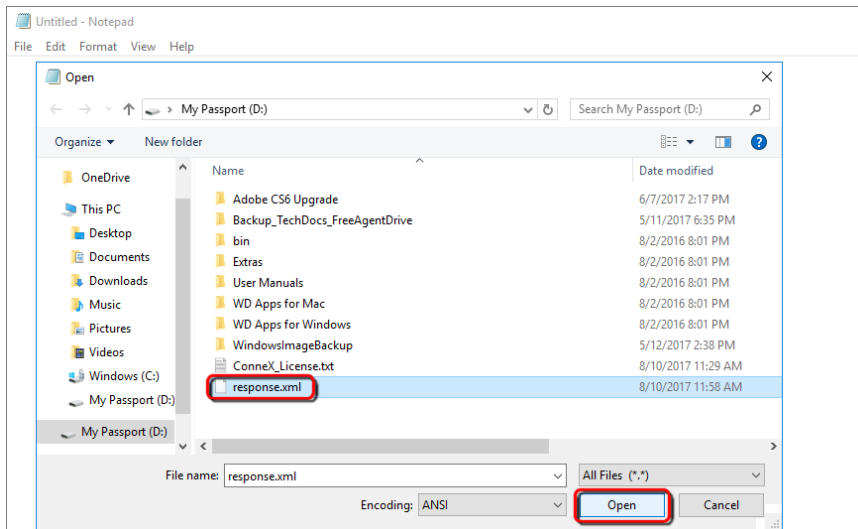 Untitled - Notepad
File Edit Format View Help
Open
My Passport (D:)
Search My Passport (D:)
Organize New folder
Name Date modified
OneDrive
This PC
Desktop
Documents
Downloads
Music
Pictures
Videos
Windows (C:)
My Passport (D:)
My Passport (D:)
Adobe CS6 Upgrade 6/7/2017 2:17 PM
Backup_TechDocs_FreeAgentDrive 5/11/2017 6:35 PM
bin 8/2/2016 8:01 PM
Extras 8/2/2016 8:01 PM
User Manuals 8/2/2016 8:01 PM
WD Apps for Mac 8/2/2016 8:01 PM
WD Apps for Windows 8/2/2016 8:01 PM
WindowsImageBackup 5/12/2017 2:38 PM
ConneX_License.txt 8/10/2017 11:29 AM
response.xml 8/10/2017 11:58 AM
File name: response.xml All Files (*.*)
Encoding: ANSI Open Cancel